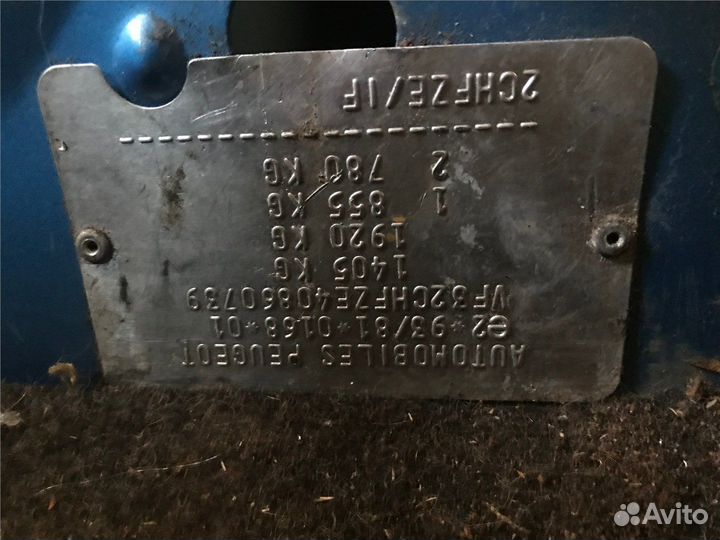 AUTOMOBILES PEUGEOT
e2*93/81*0168*01
VF32CHFZE40860739
1405 KG
1920 KG
1 855 KG
2 780 KG
------------------------
2CHFZE/IF
Avito